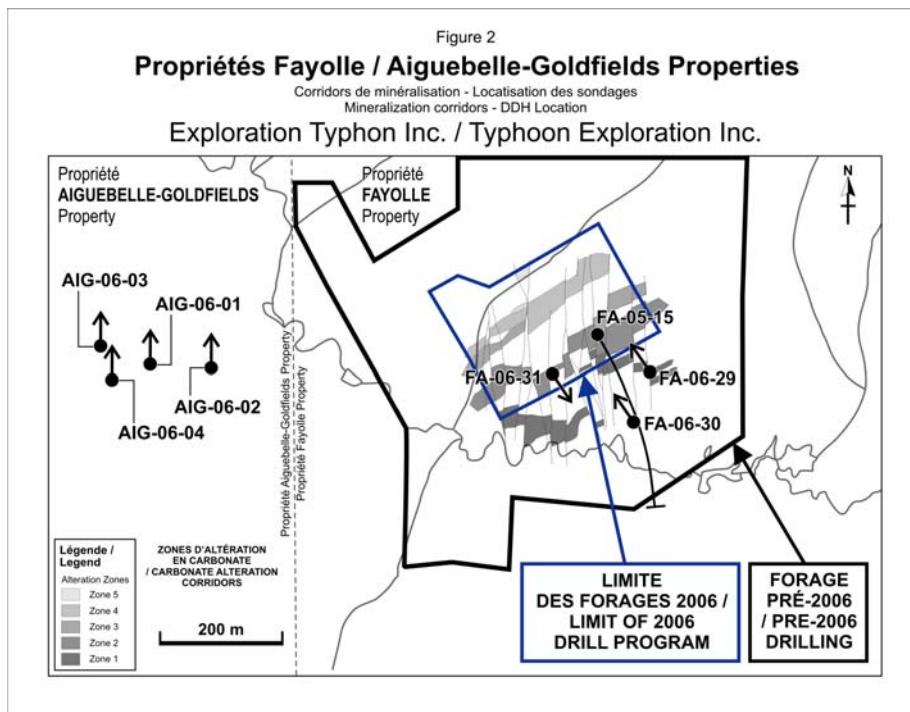 Figure 2
Propriétés Fayolle / Aiguebelle-Goldfields Properties
Corridors de minéralisation - Locatisation des sondages
Mineralization corridors - DDH Location
Exploration Typhon Inc. / Typhoon Exploration Inc.
Propriété
AIGUEBELLE-GOLDFIELDS
Property
Propriété
FAYOLLE
Property
N
AIG-06-03
AIG-06-01
AIG-06-02
AIG-06-04
FA-05-15
FA-06-31
FA-06-29
FA-06-30
Propriété Aiguebelle-Goldfields Property
Propriété Fayolle Property
Légende /
Legend
Alteration Zones
Zone 5
Zone 4
Zone 3
Zone 2
Zone 1
ZONES D'ALTÉRATION
EN CARBONATE
/ CARBONATE ALTERATION
CORRIDORS
200 m
LIMITE
DES FORAGES 2006 /
LIMIT OF 2006
DRILL PROGRAM
FORAGE
PRÉ-2006
/ PRE-2006
DRILLING